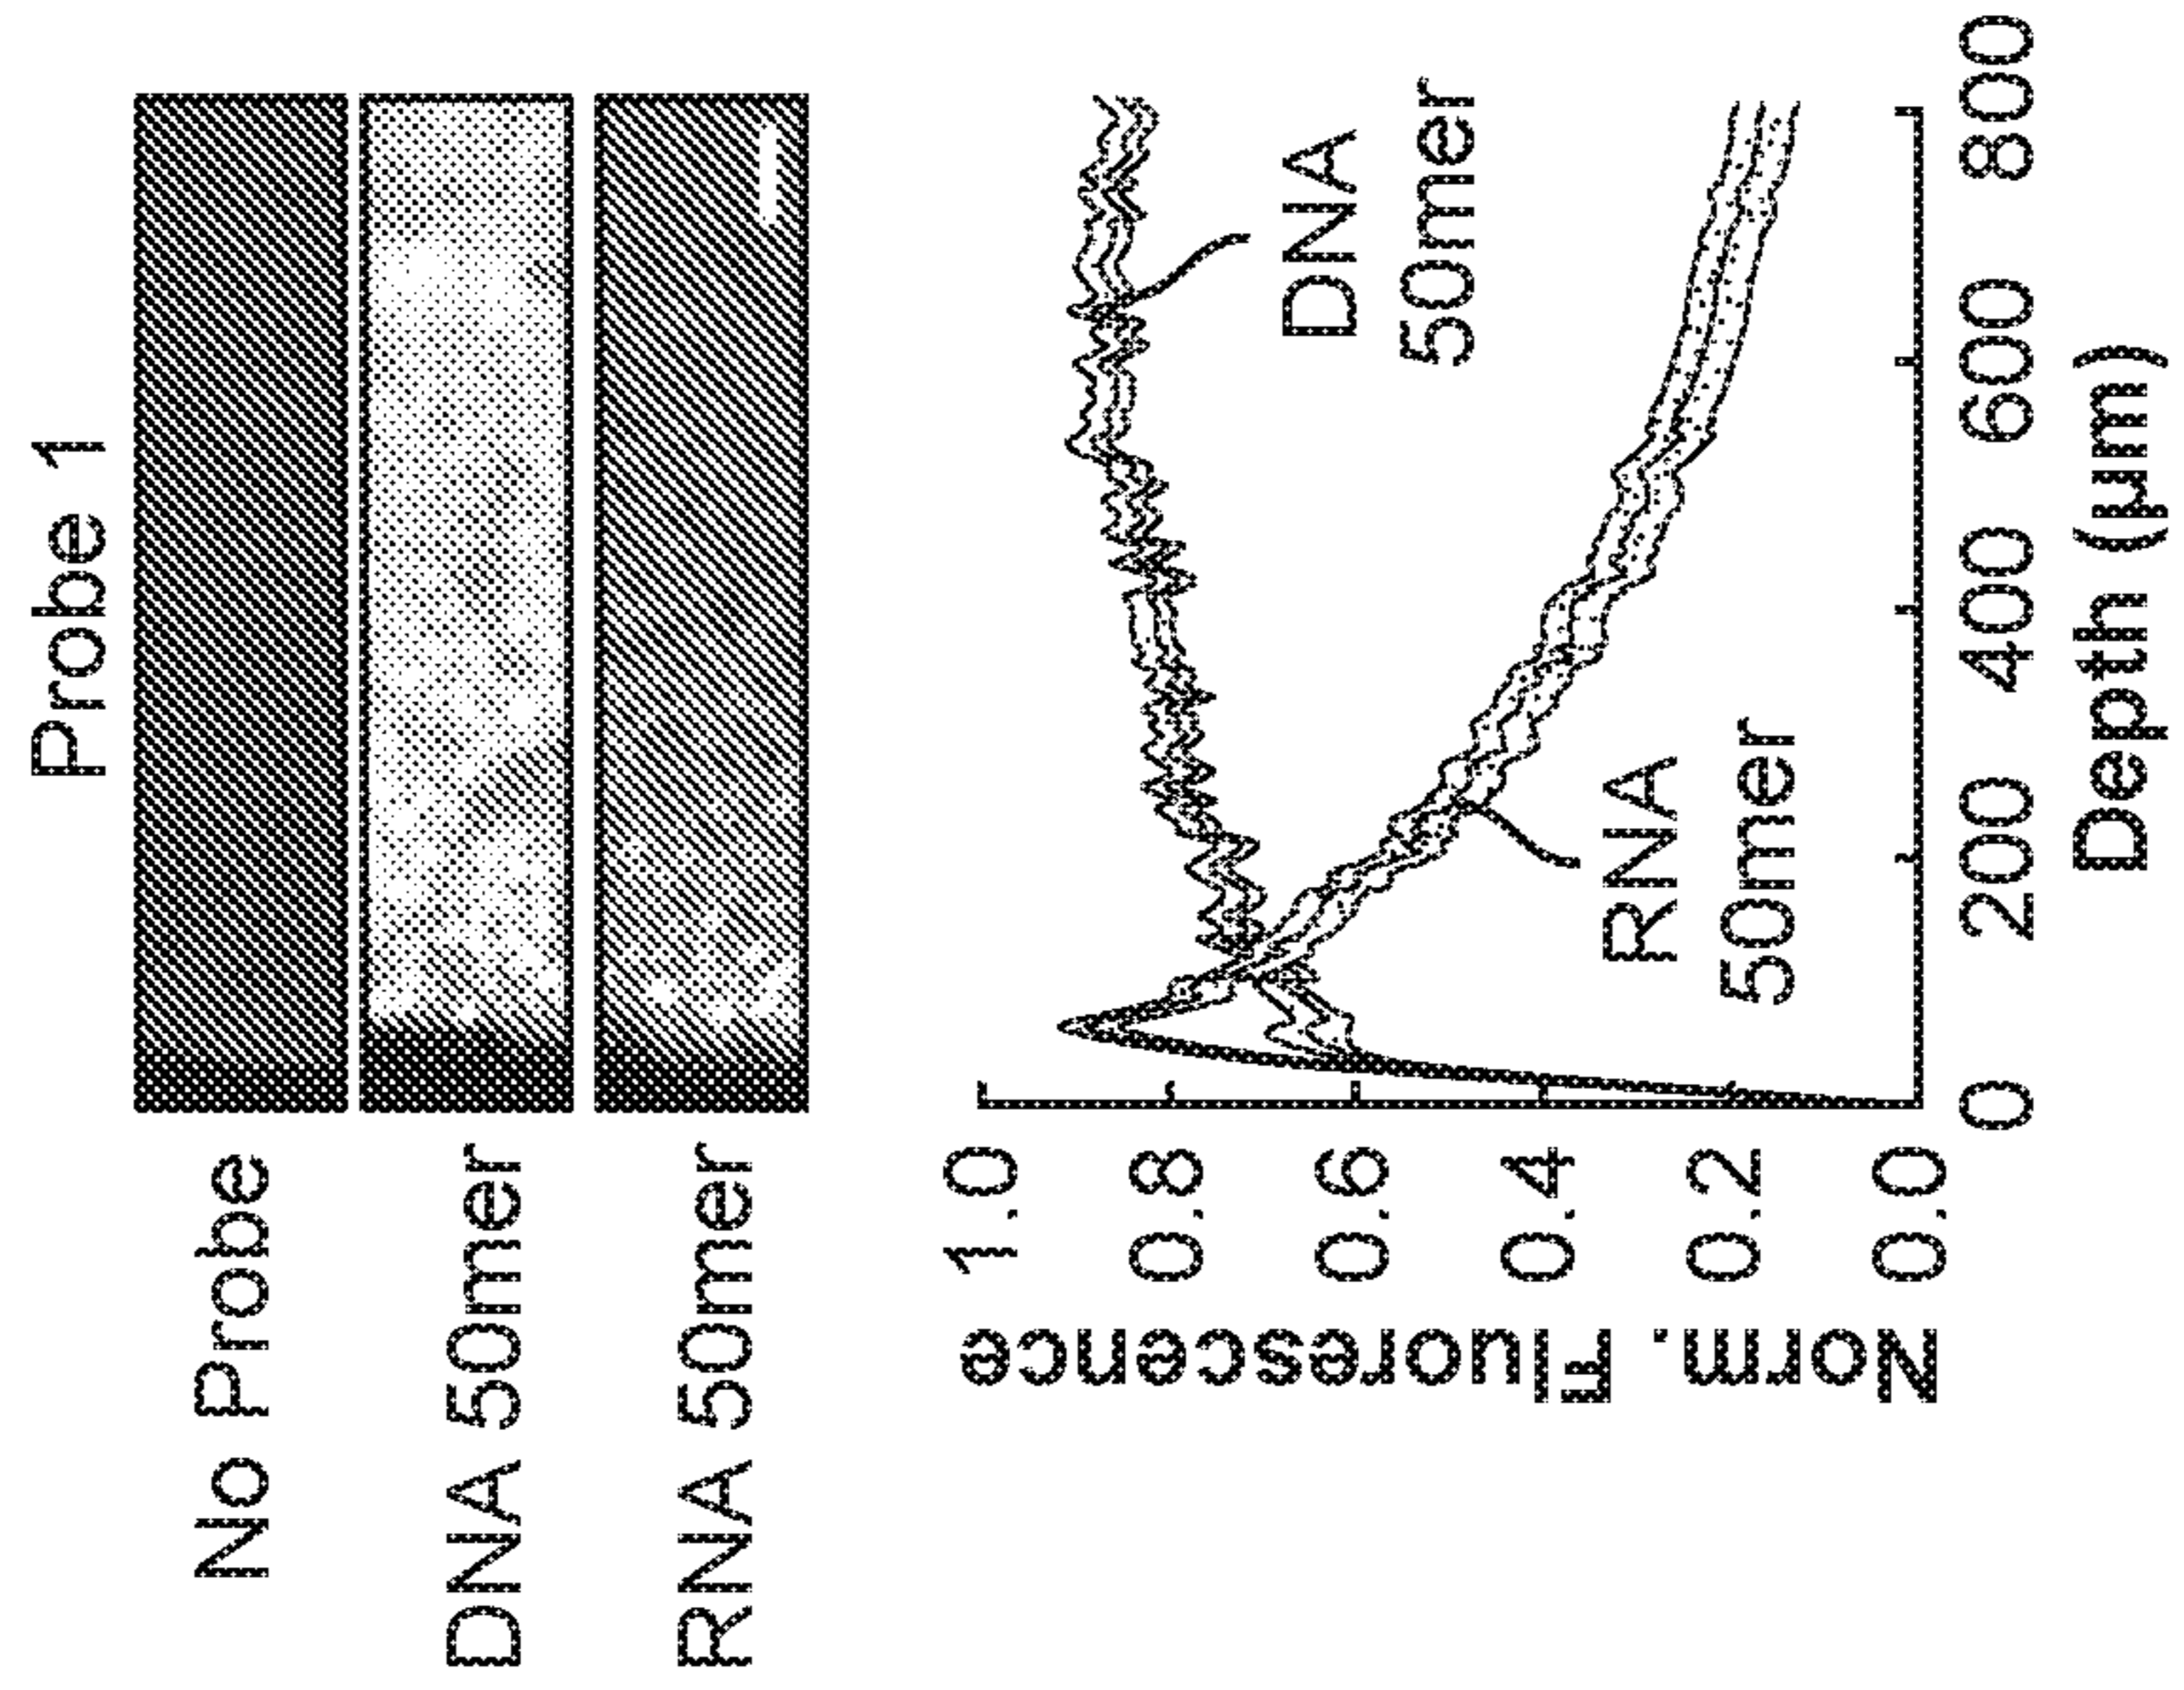 Probe 1
No Probe
DNA 50mer
RNA 50mer
Norm. Fluorescence
1.0
0.8
0.6
0.4
0.2
0.0
DNA
50mer
RNA
50mer
0 200 400 600 800
Depth (µm)